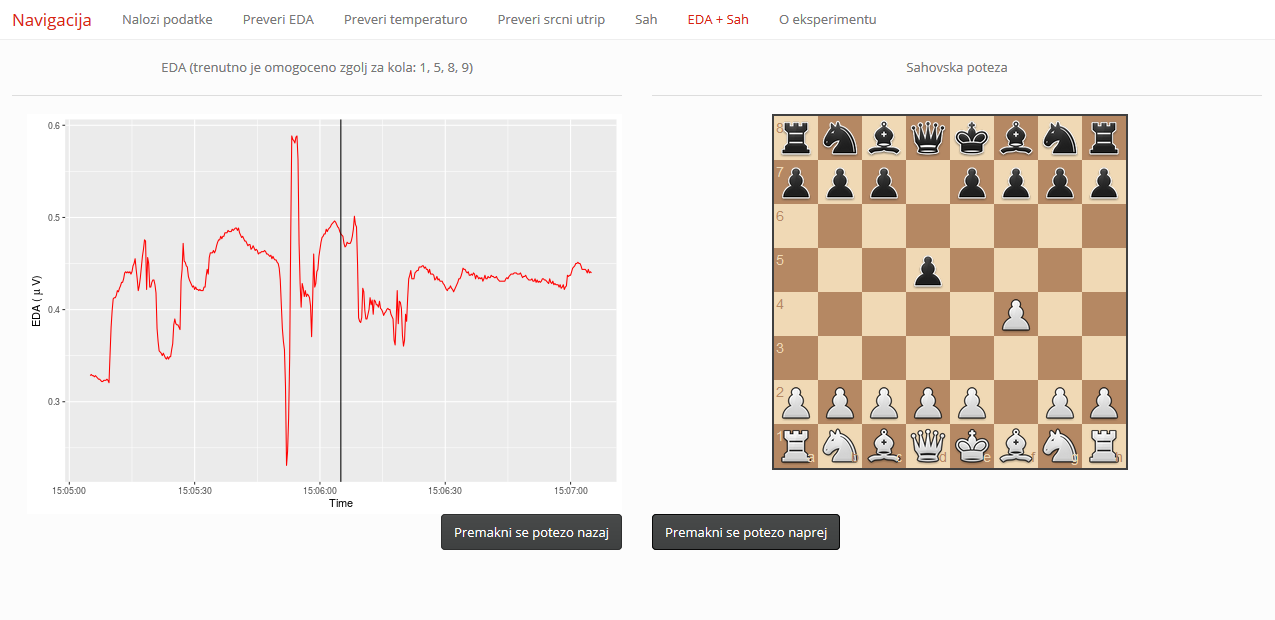 Navigacija Nalozi podatke Preveri EDA Preveri temperaturo Preveri srcni utrip Sah EDA + Sah O eksperimentu
EDA (trenutno je omogoceno zgolj za kola: 1, 5, 8, 9)
Sahovska poteza
0.6
0.5
0.4
0.3
EDA ( μ V)
15:05:00 15:05:30 15:06:00 15:06:30 15:07:00
Time
8
7
6
5
4
3
2
1
a c d e f g h
Premakni se potezo nazaj
Premakni se potezo naprej